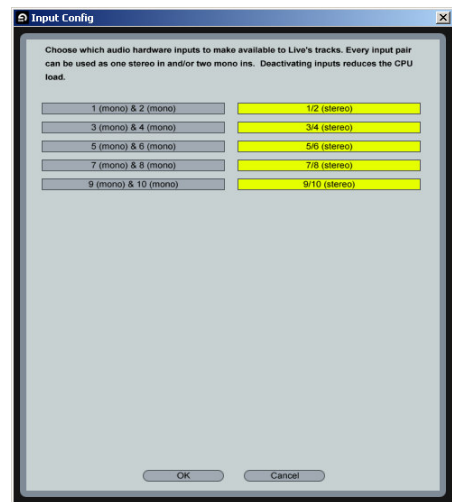 Input Config
Choose which audio hardware inputs to make available to Live's tracks. Every input pair
can be used as one stereo in and/or two mono ins. Deactivating inputs reduces the CPU
load.
1 (mono) & 2 (mono) 1/2 (stereo)
3 (mono) & 4 (mono) 3/4 (stereo)
5 (mono) & 6 (mono) 5/6 (stereo)
7 (mono) & 8 (mono) 7/8 (stereo)
9 (mono) & 10 (mono) 9/10 (stereo)
OK Cancel